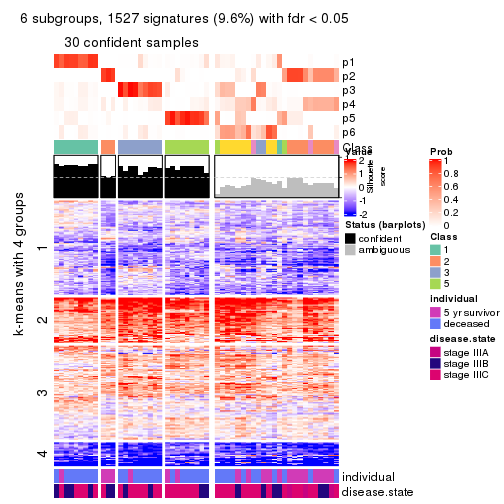 6 subgroups, 1527 signatures (9.6%) with fdr < 0.05
30 confident samples
p1
p2
p3
p4
p5
p6
Class
Value
2
1
0
-1
-2
Silhouette
score
Prob
1
0.8
0.6
0.4
0.2
0
Status (barplots)
confident
ambiguous
Class
1
2
3
5
individual
5 yr survivor
deceased
disease.state
stage IIIA
stage IIIB
stage IIIC
k-means with 4 groups
1
2
3
4
individual
disease.state